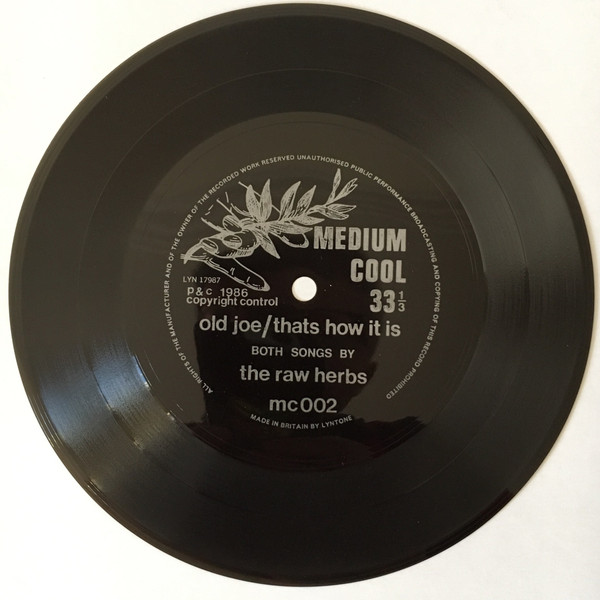 ALL RIGHTS OF THE MANUFACTURER AND OF THE OWNER OF THE RECORDED WORK RESERVED UNAUTHORISED PUBLIC PERFORMANCE BROADCASTING AND COPYING OF THIS RECORD PROHIBITED
MEDIUM
COOL
33 1/3
LYN 17987
p & c 1986
copyright control
old joe/thats how it is
BOTH SONGS BY
the raw herbs
mc002
MADE IN BRITAIN BY LYNTONE